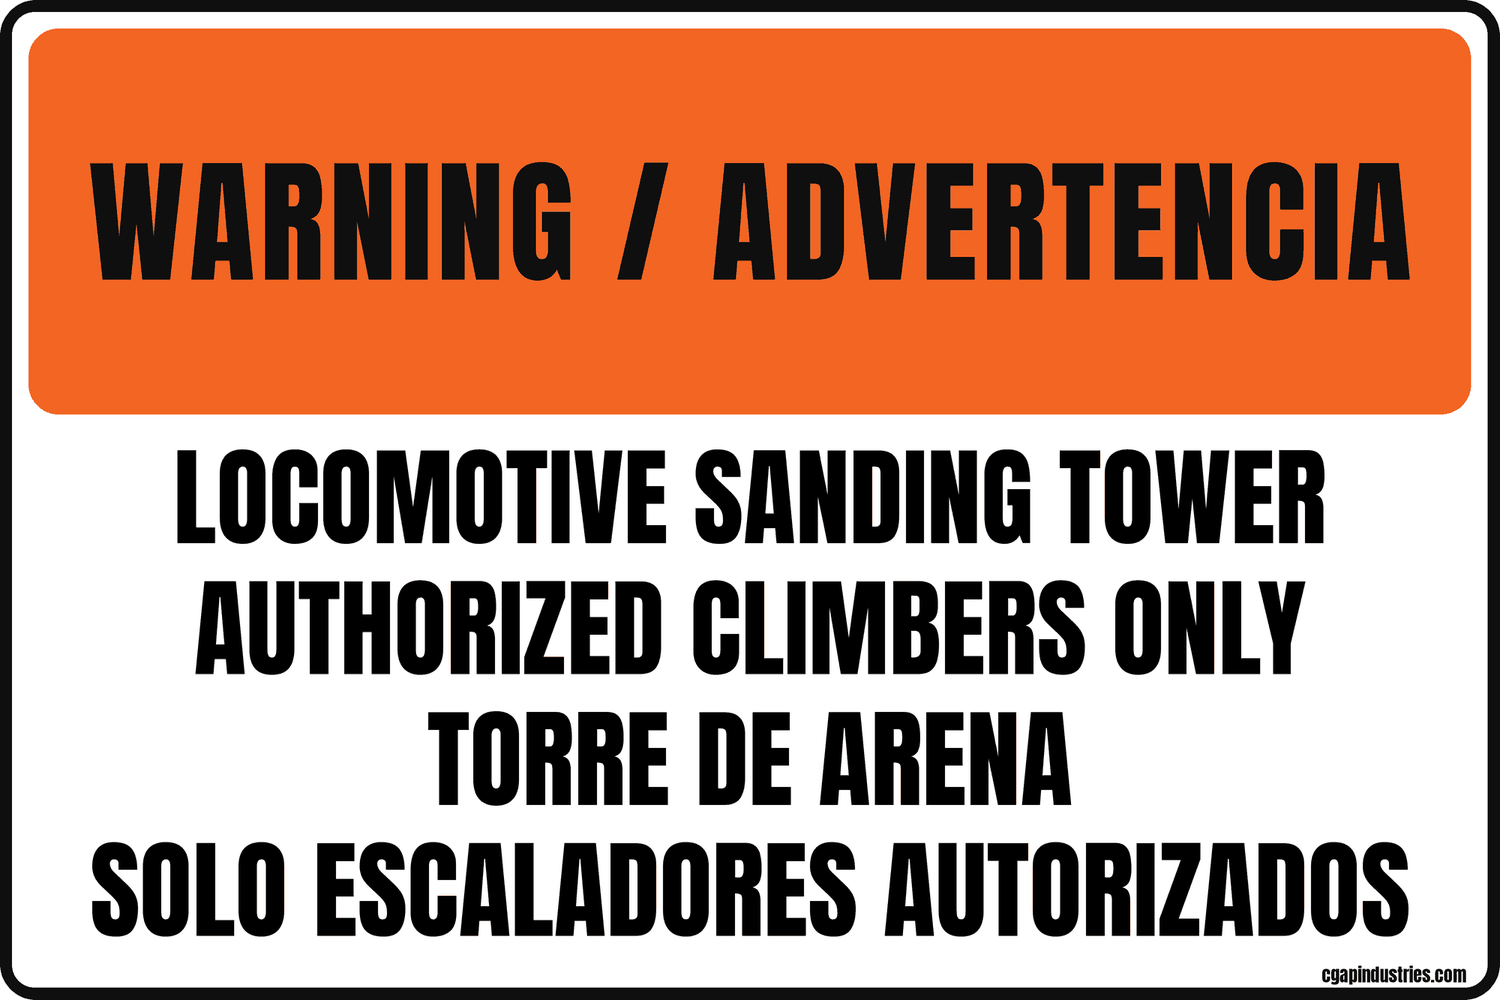 WARNING / ADVERTENCIA
LOCOMOTIVE SANDING TOWER
AUTHORIZED CLIMBERS ONLY
TORRE DE ARENA
SOLO ESCALADORES AUTORIZADOS
cgapindustries.com